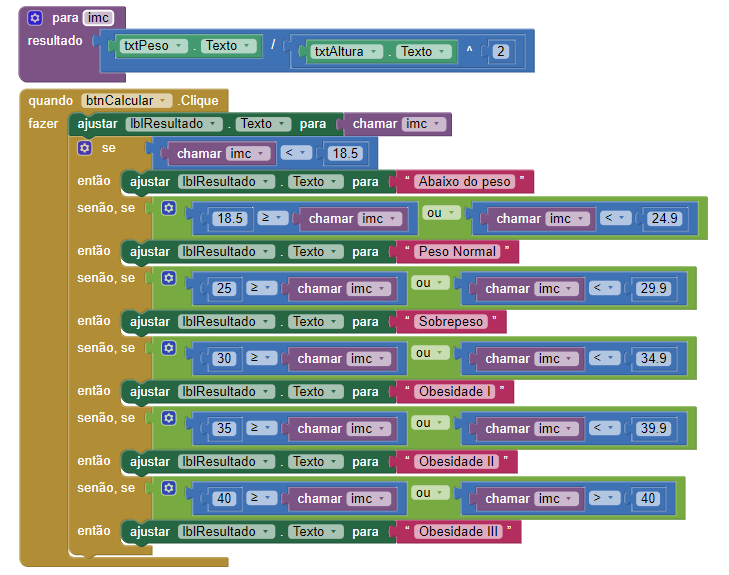 para imc
resultado txtPeso . Texto / txtAltura . Texto ^ 2
quando btnCalcular .Clique
fazer ajustar lblResultado . Texto para chamar imc
se chamar imc < 18.5
então ajustar lblResultado . Texto para “ Abaixo do peso ”
senão, se 18.5 ≥ chamar imc ou chamar imc < 24.9
então ajustar lblResultado . Texto para “ Peso Normal ”
senão, se 25 ≥ chamar imc ou chamar imc < 29.9
então ajustar lblResultado . Texto para “ Sobrepeso ”
senão, se 30 ≥ chamar imc ou chamar imc < 34.9
então ajustar lblResultado . Texto para “ Obesidade I ”
senão, se 35 ≥ chamar imc ou chamar imc < 39.9
então ajustar lblResultado . Texto para “ Obesidade II ”
senão, se 40 ≥ chamar imc ou chamar imc > 40
então ajustar lblResultado . Texto para “ Obesidade III ”